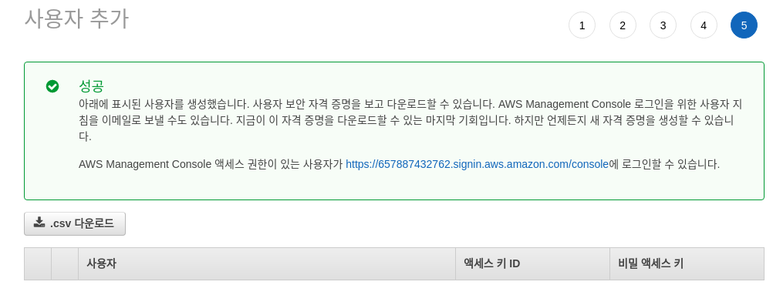 사용자 추가
1 2 3 4 5
성공
아래에 표시된 사용자를 생성했습니다. 사용자 보안 자격 증명을 보고 다운로드할 수 있습니다. AWS Management Console 로그인을 위한 사용자 지
침을 이메일로 보낼 수도 있습니다. 지금이 이 자격 증명을 다운로드할 수 있는 마지막 기회입니다. 하지만 언제든지 새 자격 증명을 생성할 수 있습니
다.
AWS Management Console 액세스 권한이 있는 사용자가 https://657887432762.signin.aws.amazon.com/console에 로그인할 수 있습니다.
.csv 다운로드
사용자 액세스 키 ID 비밀 액세스 키